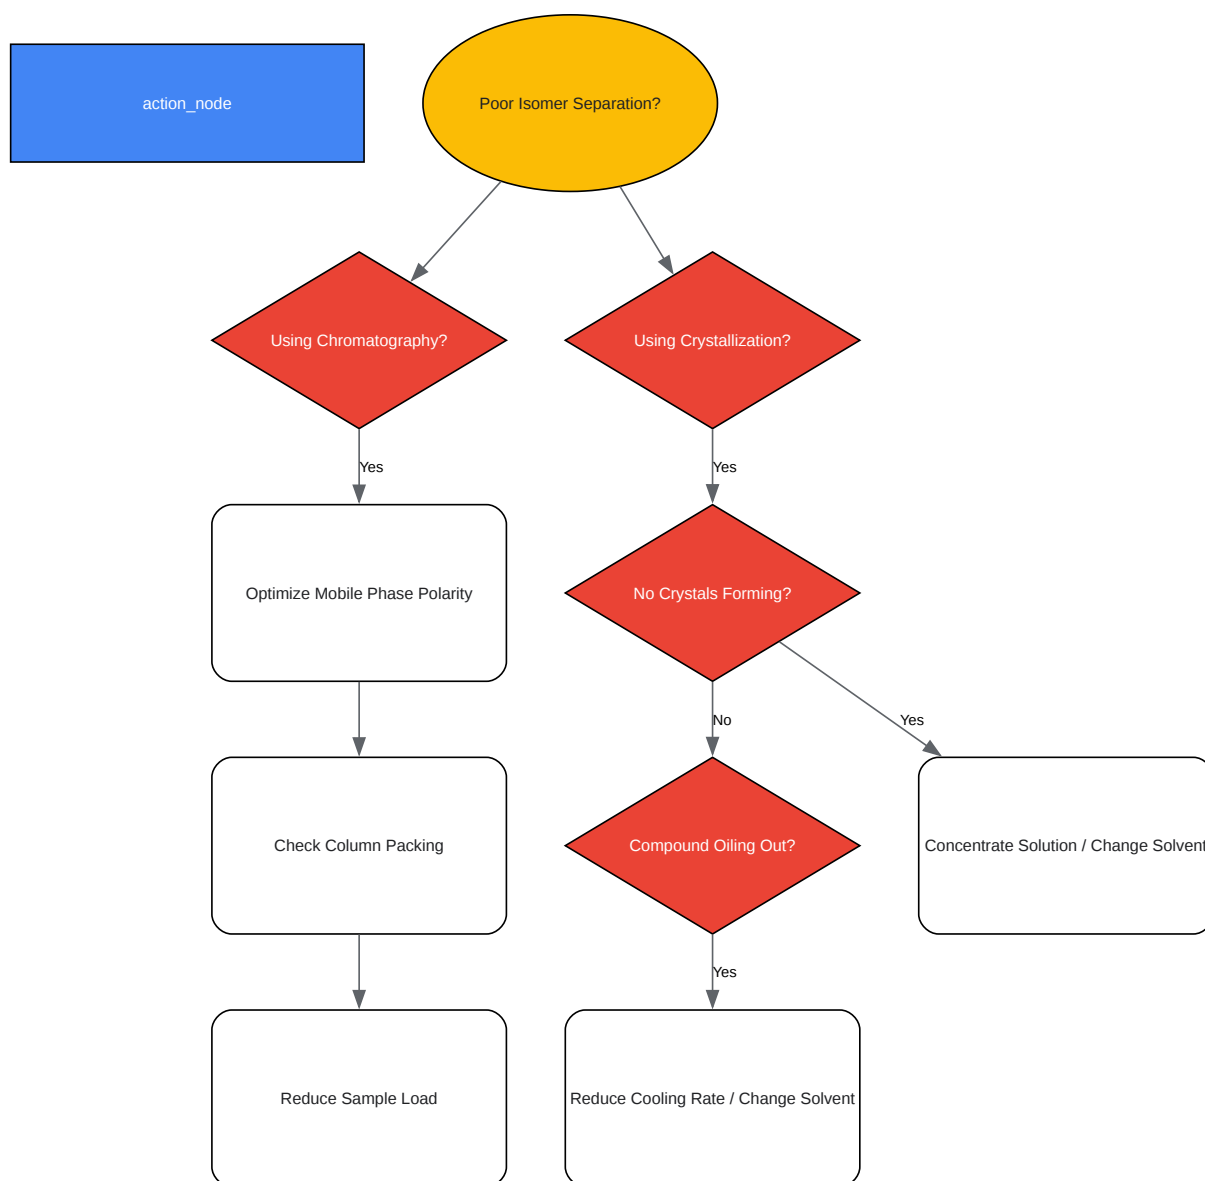 action_node
Poor Isomer Separation?
Using Chromatography?
Using Crystallization?
Yes
Yes
Optimize Mobile Phase Polarity
No Crystals Forming?
No
Yes
Check Column Packing
Compound Oiling Out?
Concentrate Solution / Change Solvent
Yes
Reduce Sample Load
Reduce Cooling Rate / Change Solvent